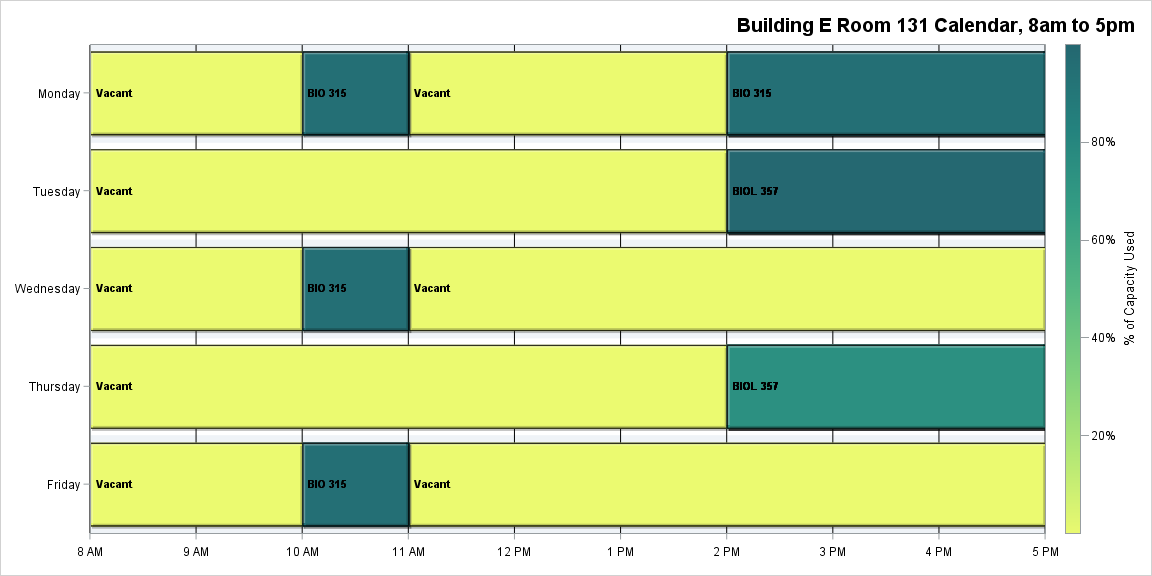 Building E Room 131 Calendar, 8am to 5pm
Monday
Vacant
BIO 315
Vacant
BIO 315
Tuesday
Vacant
BIOL 357
Wednesday
Vacant
BIO 315
Vacant
Thursday
Vacant
BIOL 357
Friday
Vacant
BIO 315
Vacant
8 AM
9 AM
10 AM
11 AM
12 PM
1 PM
2 PM
3 PM
4 PM
5 PM
80%
60%
40%
20%
% of Capacity Used